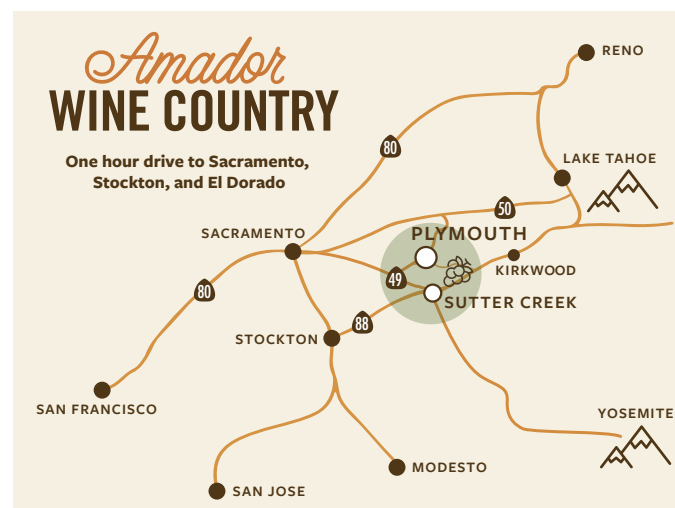 Amador
WINE COUNTRY
One hour drive to Sacramento,
Stockton, and El Dorado
RENO
80
LAKE TAHOE
50
SACRAMENTO
PLYMOUTH
KIRKWOOD
49
80
SUTTER CREEK
88
STOCKTON
SAN FRANCISCO
YOSEMITE
MODESTO
SAN JOSE